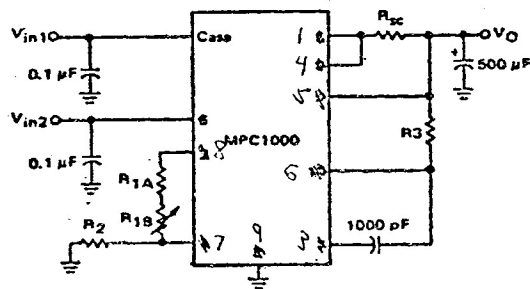 Vin1
Case
1
Rsc
VO
0.1 µF
4
+
500 µF
5
Vin2
6
MPC1000
R3
0.1 µF
8
R1A
6
R1B
1000 pF
R2
7
9
3